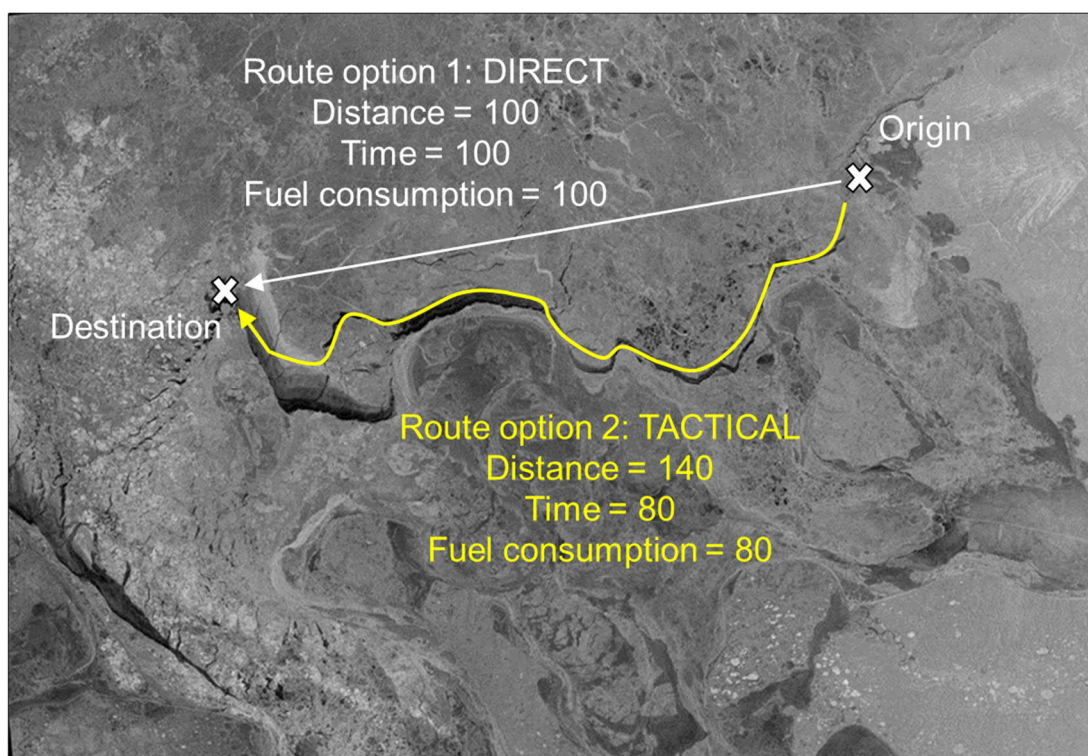 Route option 1: DIRECT
Distance = 100
Time = 100
Fuel consumption = 100
Origin
Destination
Route option 2: TACTICAL
Distance = 140
Time = 80
Fuel consumption = 80